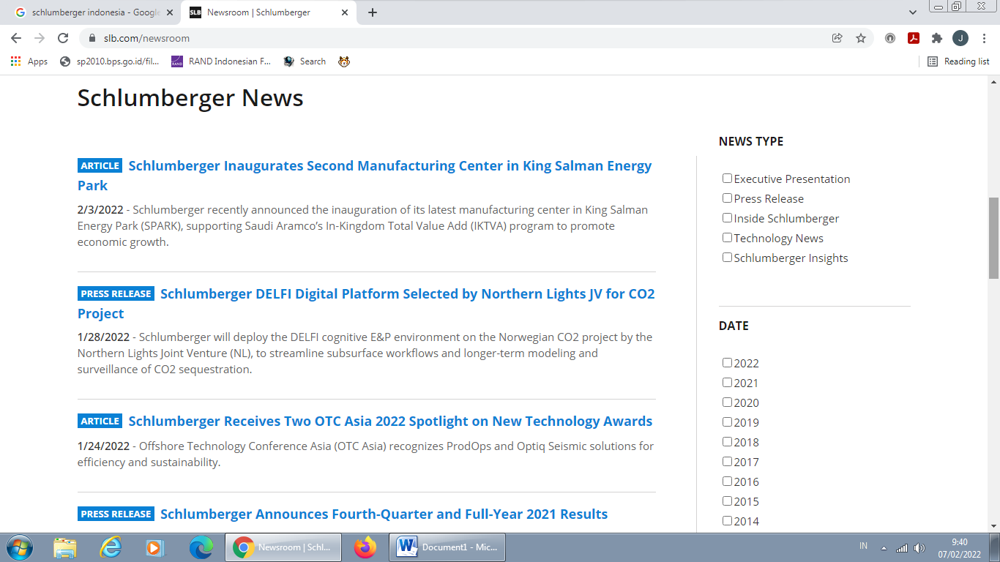 schlumberger indonesia - Google
SLB Newsroom | Schlumberger
slb.com/newsroom
J
Apps
sp2010.bps.go.id/fil...
RAND RAND Indonesian F...
Search
Reading list
Schlumberger News
ARTICLE Schlumberger Inaugurates Second Manufacturing Center in King Salman Energy
Park
2/3/2022 - Schlumberger recently announced the inauguration of its latest manufacturing center in King Salman
Energy Park (SPARK), supporting Saudi Aramco’s In-Kingdom Total Value Add (IKTVA) program to promote
economic growth.
PRESS RELEASE Schlumberger DELFI Digital Platform Selected by Northern Lights JV for CO2
Project
1/28/2022 - Schlumberger will deploy the DELFI cognitive E&P environment on the Norwegian CO2 project by the
Northern Lights Joint Venture (NL), to streamline subsurface workflows and longer-term modeling and
surveillance of CO2 sequestration.
ARTICLE Schlumberger Receives Two OTC Asia 2022 Spotlight on New Technology Awards
1/24/2022 - Offshore Technology Conference Asia (OTC Asia) recognizes ProdOps and Optiq Seismic solutions for
efficiency and sustainability.
PRESS RELEASE Schlumberger Announces Fourth-Quarter and Full-Year 2021 Results
NEWS TYPE
Executive Presentation
Press Release
Inside Schlumberger
Technology News
Schlumberger Insights
DATE
2022
2021
2020
2019
2018
2017
2016
2015
2014
Newsroom | Schl...
Document1 - Mic...
IN
9:40
07/02/2022